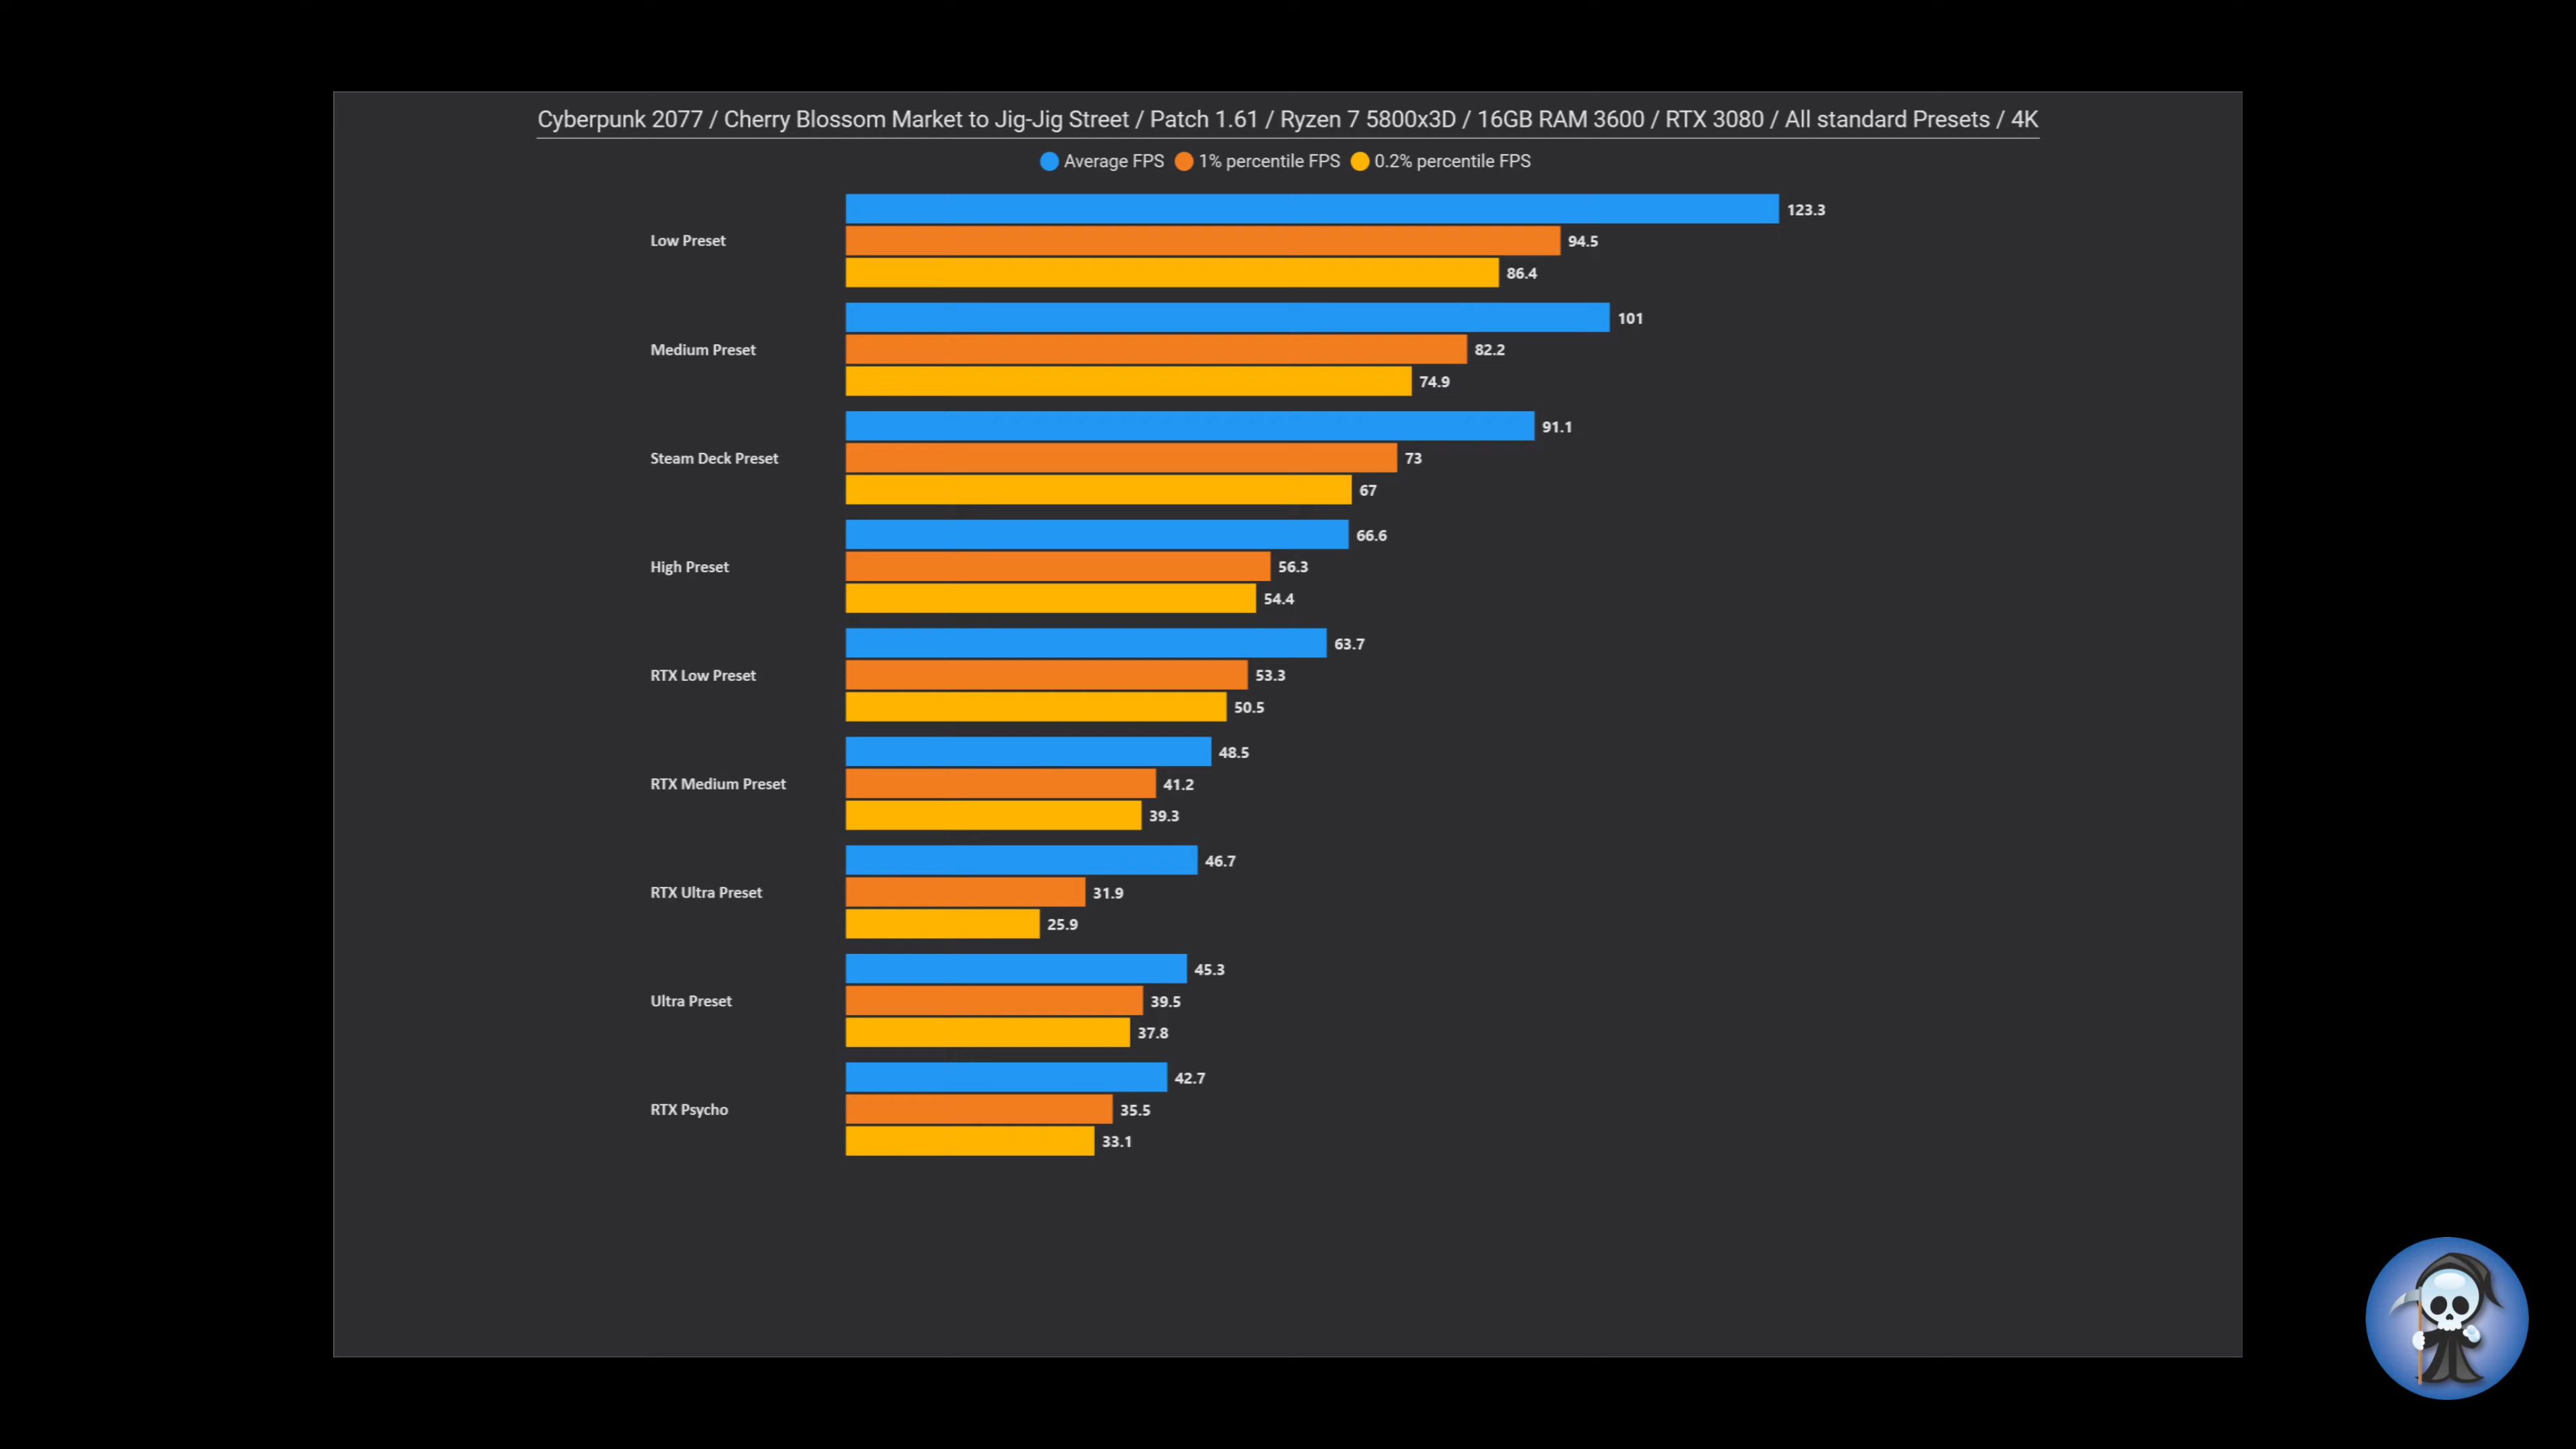 Cyberpunk 2077 / Cherry Blossom Market to Jig-Jig Street / Patch 1.61 / Ryzen 7 5800x3D / 16GB RAM 3600 / RTX 3080 / All standard Presets / 4K
Average FPS 1% percentile FPS 0.2% percentile FPS
123.3
Low Preset 94.5
86.4
101
Medium Preset 82.2
74.9
91.1
Steam Deck Preset 73
67
66.6
High Preset 56.3
54.4
63.7
RTX Low Preset 53.3
50.5
48.5
RTX Medium Preset 41.2
39.3
46.7
RTX Ultra Preset 31.9
25.9
45.3
Ultra Preset 39.5
37.8
42.7
RTX Psycho 35.5
33.1